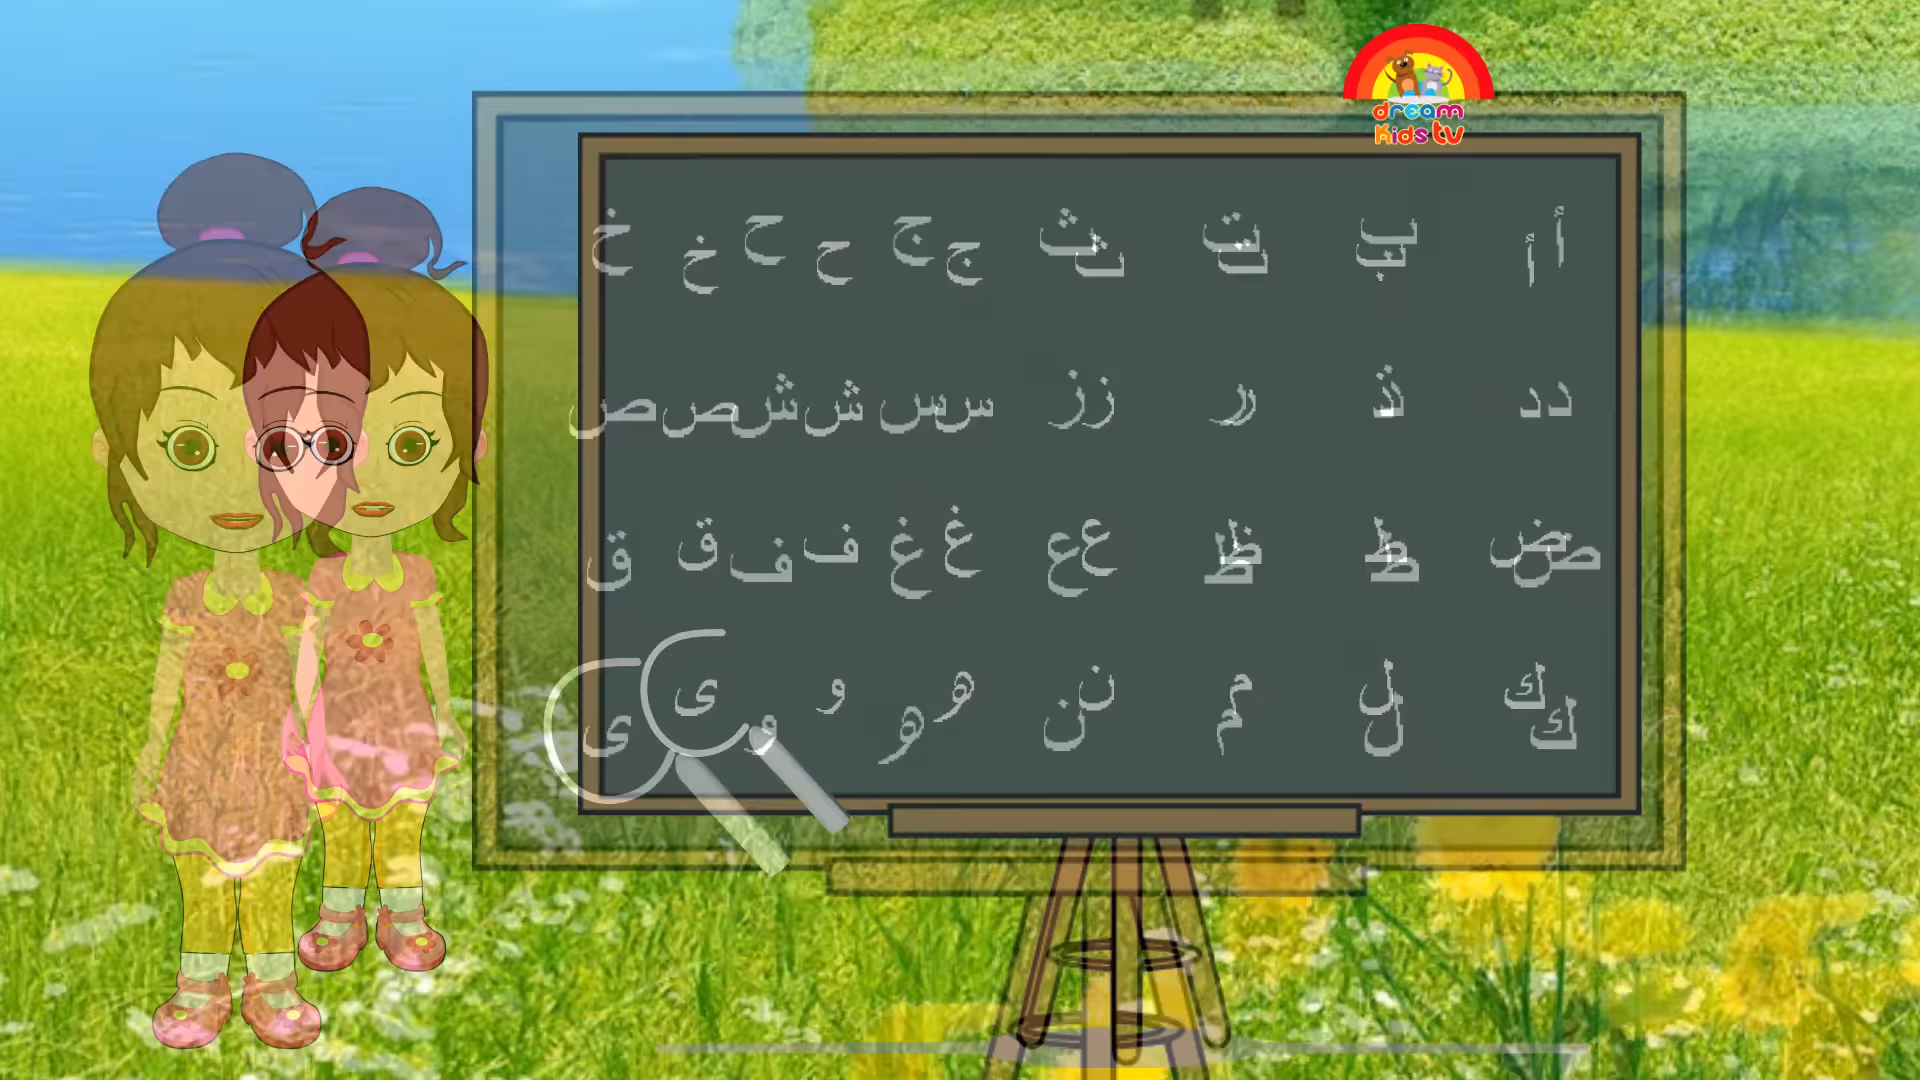 dream
Kids tv
أ ب ت ث ج ح خ
د ذ ر ز س ش ص
ض ط ظ ع غ ف ق
ك ل م ن ه و ى